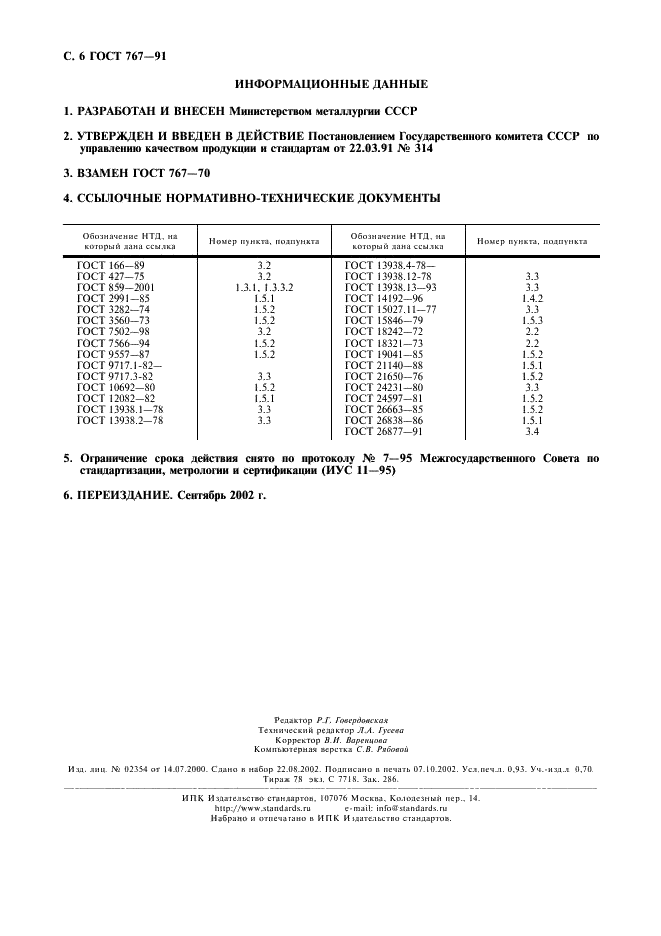 С. 6 ГОСТ 767—91
ИНФОРМАЦИОННЫЕ ДАННЫЕ
1. РАЗРАБОТАН И ВНЕСЕН Министерством металлургии СССР
2. УТВЕРЖДЕН И ВВЕДЕН В ДЕЙСТВИЕ Постановлением Государственного комитета СССР по
управлению качеством продукции и стандартам от 22.03.91 № 314
3. ВЗАМЕН ГОСТ 767—70
4. ССЫЛОЧНЫЕ НОРМАТИВНО-ТЕХНИЧЕСКИЕ ДОКУМЕНТЫ
Обозначение НТД, на который дана ссылка | Номер пункта, подпункта | Обозначение НТД, на который дана ссылка | Номер пункта, подпункта
ГОСТ 166—89 3.2 ГОСТ 13938.4-78—
ГОСТ 427—75 3.2 ГОСТ 13938.12-78 3.3
ГОСТ 859—2001 1.3.1, 1.3.3.2 ГОСТ 13938.13—93 3.3
ГОСТ 2991—85 1.5.1 ГОСТ 14192—96 1.4.2
ГОСТ 3282—74 1.5.2 ГОСТ 15027.11—77 3.3
ГОСТ 3560—73 1.5.2 ГОСТ 15846—79 1.5.3
ГОСТ 7502—98 3.2 ГОСТ 18242—72 2.2
ГОСТ 7566—94 1.5.2 ГОСТ 18321—73 2.2
ГОСТ 9557—87 1.5.2 ГОСТ 19041—85 1.5.2
ГОСТ 9717.1-82— ГОСТ 21140—88 1.5.1
ГОСТ 9717.3-82 3.3 ГОСТ 21650—76 1.5.2
ГОСТ 10692—80 1.5.2 ГОСТ 24231—80 3.3
ГОСТ 12082—82 1.5.1 ГОСТ 24597—81 1.5.2
ГОСТ 13938.1—78 3.3 ГОСТ 26663—85 1.5.2
ГОСТ 13938.2—78 3.3 ГОСТ 26838—86 1.5.1
ГОСТ 26877—91 3.4
5. Ограничение срока действия снято по протоколу № 7—95 Межгосударственного Совета по
стандартизации, метрологии и сертификации (ИУС 11—95)
6. ПЕРЕИЗДАНИЕ. Сентябрь 2002 г.
Редактор Р.Г. Говердовская
Технический редактор Л.А. Гусева
Корректор В.И. Варенцова
Компьютерная верстка С.В. Рябовой
Изд. лиц. № 02354 от 14.07.2000. Сдано в набор 22.08.2002. Подписано в печать 07.10.2002. Усл.печ.л. 0,93. Уч.-изд.л 0,70.
Тираж 78 экз. С 7718. Зак. 286.
ИПК Издательство стандартов, 107076 Москва, Колодезный пер., 14.
http://www.standards.ru e-mail: info@standards.ru
Набрано и отпечатано в ИПК Издательство стандартов.